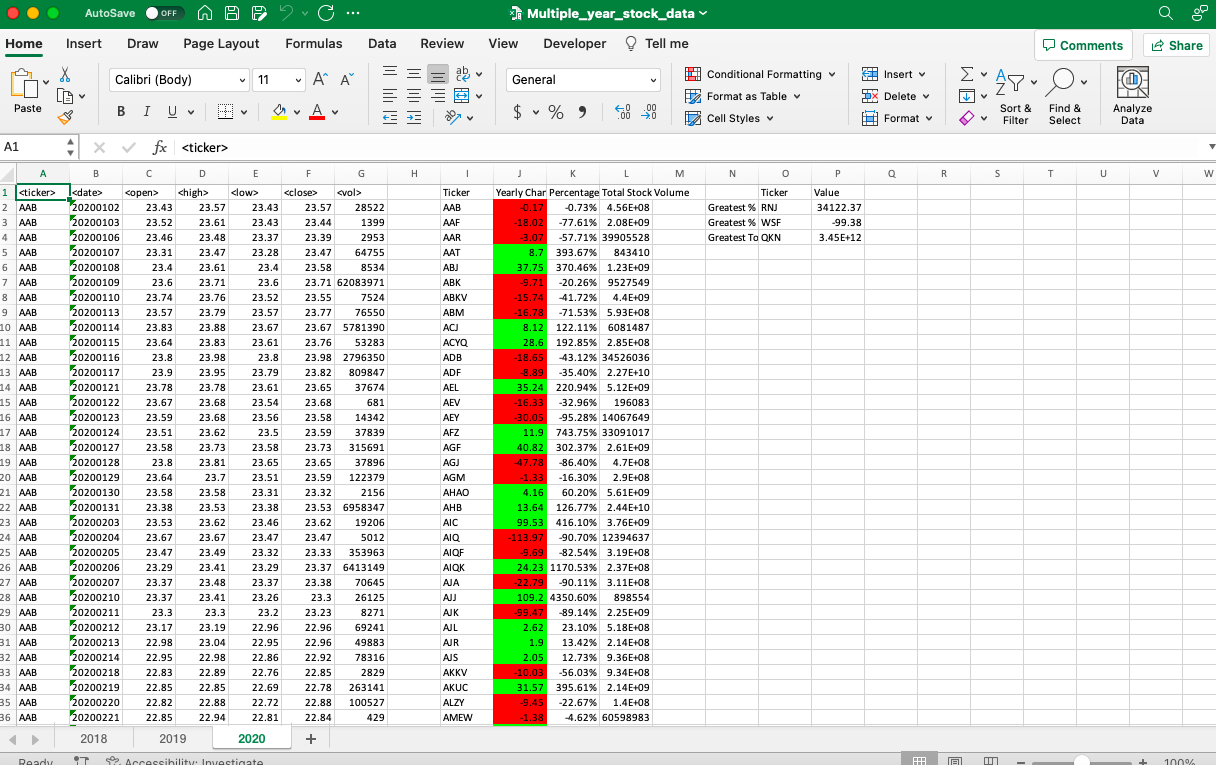 AutoSave OFF Multiple_year_stock_data
Home Insert Draw Page Layout Formulas Data Review View Developer Tell me Comments Share
Paste Calibri (Body) 11 General Conditional Formatting Format as Table Cell Styles Insert Delete Format Sort & Filter Find & Select Analyze Data
A1 fx <ticker>
A B C D E F G H I J K L M N O P Q R S T U V W
1 <ticker> <date> <open> <high> <low> <close> <vol> Ticker Yearly Char Percentage Total Stock Volume Ticker Value
2 AAB 20200102 23.43 23.57 23.43 23.57 28522 AAB -0.17 -0.73% 4.56E+08 Greatest % RNJ 34122.37
3 AAB 20200103 23.52 23.61 23.43 23.44 1399 AAF -18.02 -77.61% 2.08E+09 Greatest % WSF -99.38
4 AAB 20200106 23.46 23.48 23.37 23.39 2953 AAR -3.07 -57.71% 39905528 Greatest To QKN 3.45E+12
5 AAB 20200107 23.31 23.47 23.28 23.47 64755 AAT 8.7 393.67% 843410
6 AAB 20200108 23.4 23.61 23.4 23.58 8534 ABJ 37.75 370.46% 1.23E+09
7 AAB 20200109 23.6 23.71 23.6 23.71 62083971 ABK -9.71 -20.26% 9527549
8 AAB 20200110 23.74 23.76 23.52 23.55 7524 ABKV -15.74 -41.72% 4.4E+09
9 AAB 20200113 23.57 23.79 23.57 23.77 76550 ABM -16.78 -71.53% 5.93E+08
10 AAB 20200114 23.83 23.88 23.67 23.67 5781390 ACJ 8.12 122.11% 6081487
11 AAB 20200115 23.64 23.83 23.61 23.76 53283 ACYQ 28.6 192.85% 2.85E+08
12 AAB 20200116 23.8 23.98 23.8 23.98 2796350 ADB -18.65 -43.12% 34526036
13 AAB 20200117 23.9 23.95 23.79 23.82 809847 ADF -8.89 -35.40% 2.27E+10
14 AAB 20200121 23.78 23.78 23.61 23.65 37674 AEL 35.24 220.94% 5.12E+09
15 AAB 20200122 23.67 23.68 23.54 23.68 681 AEV -16.33 -32.96% 196083
16 AAB 20200123 23.59 23.68 23.56 23.58 14342 AEY -30.05 -95.28% 14067649
17 AAB 20200124 23.51 23.62 23.5 23.59 37839 AFZ 11.9 743.75% 33091017
18 AAB 20200127 23.58 23.73 23.58 23.73 315691 AGF 40.82 302.37% 2.61E+09
19 AAB 20200128 23.8 23.81 23.65 23.65 37896 AGJ -47.78 -86.40% 4.7E+08
20 AAB 20200129 23.64 23.7 23.51 23.59 122379 AGM -1.33 -16.30% 2.9E+08
21 AAB 20200130 23.58 23.58 23.31 23.32 2156 AHAO 4.16 60.20% 5.61E+09
22 AAB 20200131 23.38 23.53 23.38 23.53 6958347 AHB 13.64 126.77% 2.44E+10
23 AAB 20200203 23.53 23.62 23.46 23.62 19206 AIC 99.53 416.10% 3.76E+09
24 AAB 20200204 23.67 23.67 23.47 23.47 5012 AIQ -113.97 -90.70% 12394637
25 AAB 20200205 23.47 23.49 23.32 23.33 353963 AIQF -9.69 -82.54% 3.19E+08
26 AAB 20200206 23.29 23.41 23.29 23.37 6413149 AIQK 24.23 1170.53% 2.37E+08
27 AAB 20200207 23.37 23.48 23.37 23.38 70645 AJA -22.79 -90.11% 3.11E+08
28 AAB 20200210 23.37 23.41 23.26 23.3 26125 AJJ 109.2 4350.60% 898554
29 AAB 20200211 23.3 23.3 23.2 23.23 8271 AJK -99.47 -89.14% 2.25E+09
30 AAB 20200212 23.17 23.19 22.96 22.96 69241 AJL 2.62 23.10% 5.18E+08
31 AAB 20200213 22.98 23.04 22.95 22.96 49883 AJR 1.9 13.42% 2.14E+08
32 AAB 20200214 22.95 22.98 22.86 22.92 78316 AJS 2.05 12.73% 9.36E+08
33 AAB 20200218 22.83 22.89 22.76 22.85 2829 AKKV -10.03 -56.03% 9.34E+08
34 AAB 20200219 22.85 22.85 22.69 22.78 263141 AKUC 31.57 395.61% 2.14E+09
35 AAB 20200220 22.82 22.88 22.72 22.88 100527 ALZY -9.45 -22.67% 1.4E+08
36 AAB 20200221 22.85 22.94 22.81 22.84 429 AMEW -1.38 -4.62% 60598983
2018 2019 2020
Ready Accessibility: Investigate 100%